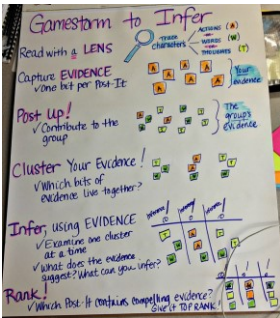 Gamestorm to Infer
Read with a LENS
Trace characters
ACTIONS (A)
WORDS (W)
THOUGHTS (T)
Capture EVIDENCE
✓ one bit per Post-It
Your evidence
Post Up!
✓ Contribute to the
group
The group's evidence
Cluster Your Evidence!
✓ Which bits of
evidence live together?
Infer, using EVIDENCE
✓ Examine one cluster
at a time
✓ What does the evidence
suggest? What can you infer?
Rank!
✓ Which Post-It contains compelling evidence?
Give it TOP RANK!